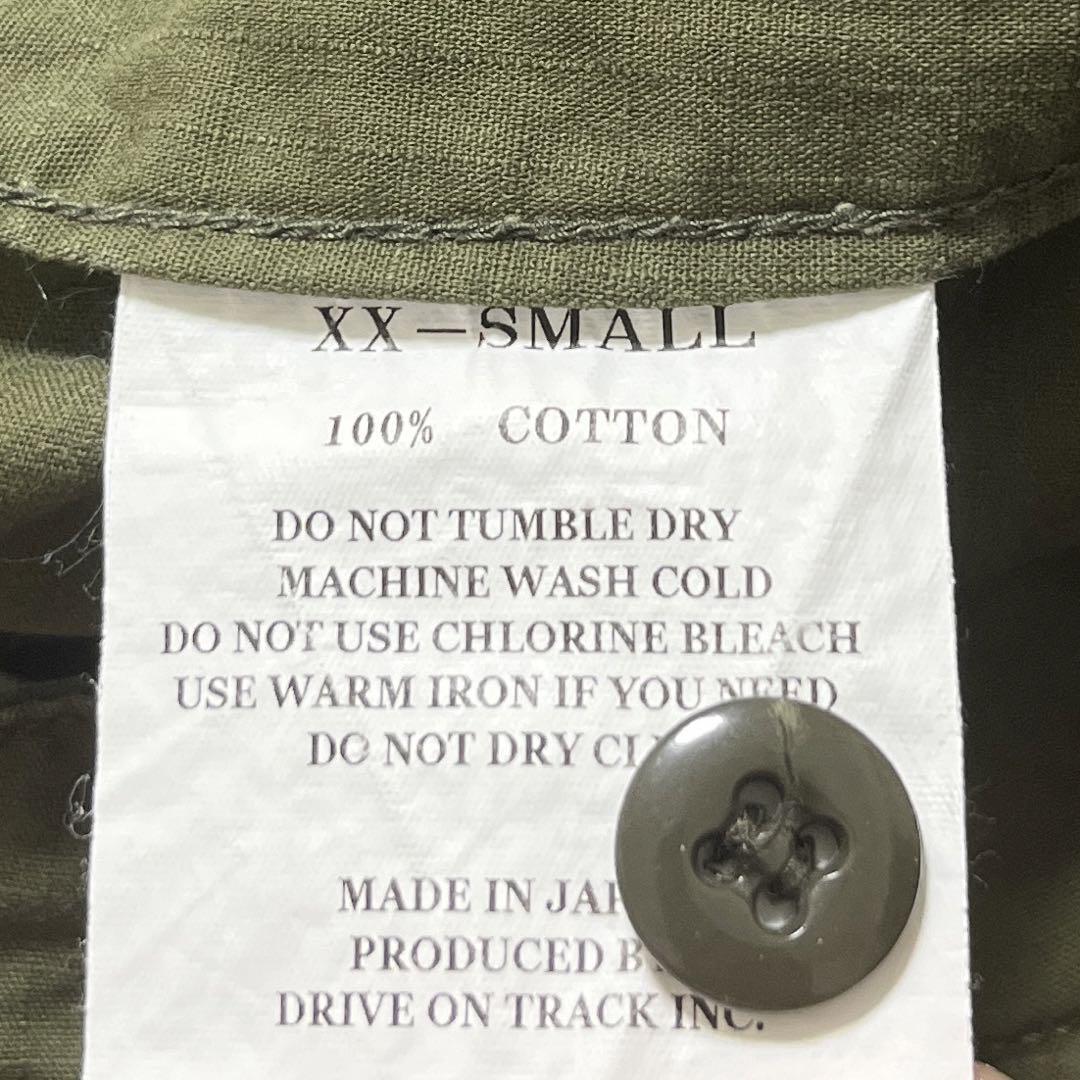 XX-SMALL
100% COTTON
DO NOT TUMBLE DRY
MACHINE WASH COLD
DO NOT USE CHLORINE BLEACH
USE WARM IRON IF YOU NEED
DO NOT DRY
MADE IN
PRODUCED
DRIVE ON TRACK INC.